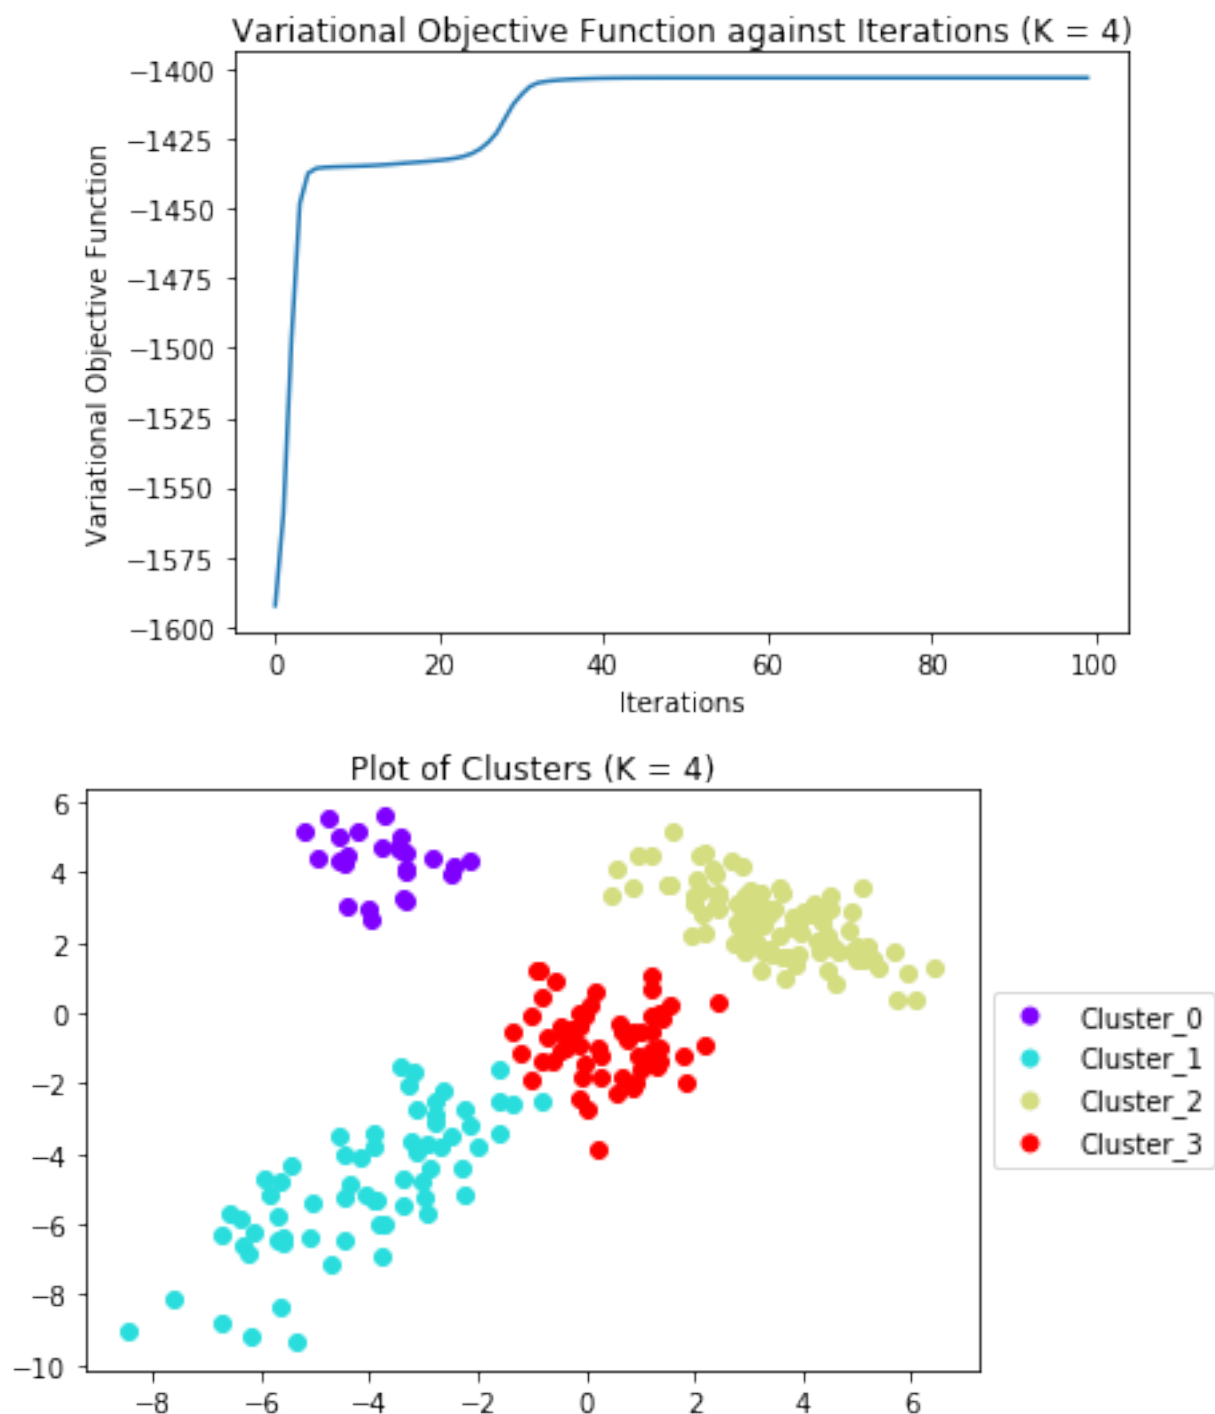 Variational Objective Function against Iterations (K = 4)
−1400
−1425
−1450
−1475
−1500
−1525
−1550
−1575
−1600
Variational Objective Function
0 20 40 60 80 100
Iterations
Plot of Clusters (K = 4)
6
4
2
0
−2
−4
−6
−8
−10
−8 −6 −4 −2 0 2 4 6
Cluster_0
Cluster_1
Cluster_2
Cluster_3